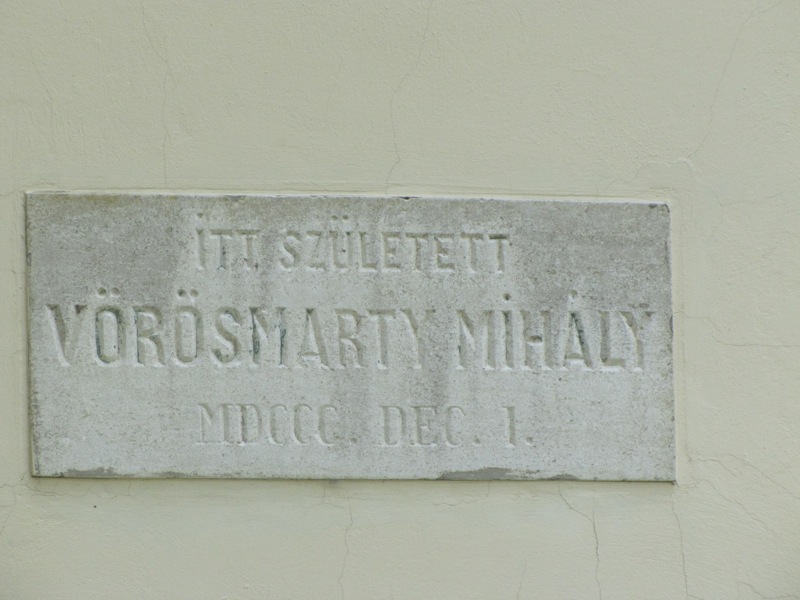 ITT SZÜLETETT
VÖRÖSMARTY MIHÁLY
MDCCC. DEC. 1.